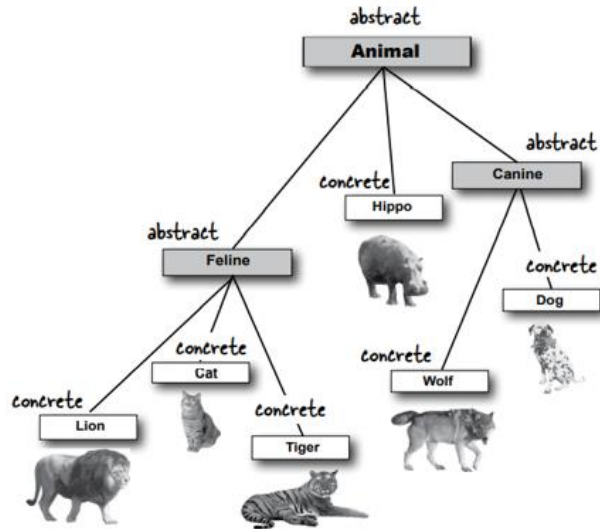 abstract
Animal
abstract
Canine
concrete
Hippo
abstract
Feline
concrete
Dog
concrete
Cat
concrete
Wolf
concrete
Lion
concrete
Tiger